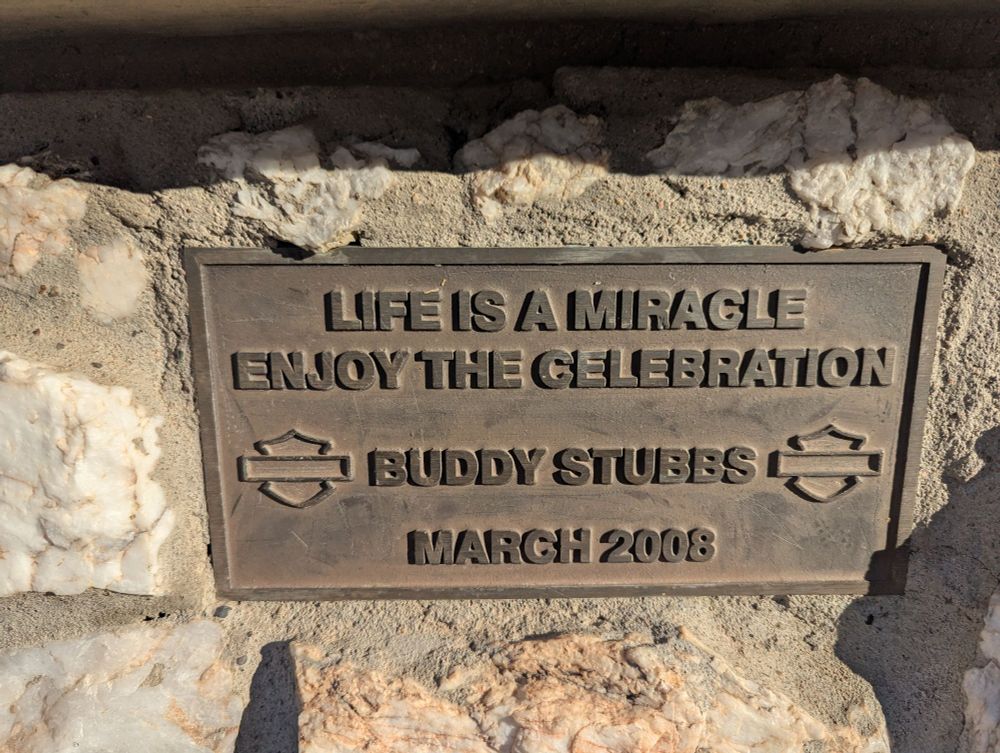 LIFE IS A MIRACLE
ENJOY THE CELEBRATION
BUDDY STUBBS
MARCH 2008